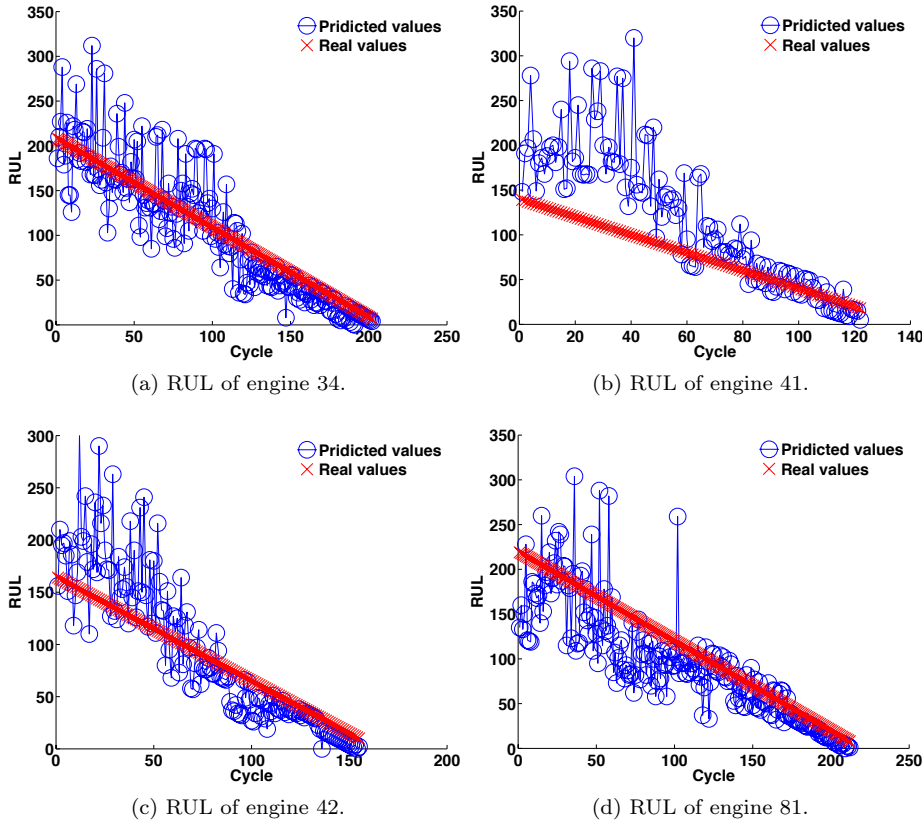 350
300
250
200
150
100
50
0
RUL
0 50 100 150 200 250
Cycle
Pridicted values
Real values
(a) RUL of engine 34.
350
300
250
200
150
100
50
0
RUL
0 20 40 60 80 100 120 140
Cycle
Pridicted values
Real values
(b) RUL of engine 41.
300
250
200
150
100
50
0
RUL
0 50 100 150 200
Cycle
Pridicted values
Real values
(c) RUL of engine 42.
350
300
250
200
150
100
50
0
RUL
0 50 100 150 200 250
Cycle
Pridicted values
Real values
(d) RUL of engine 81.